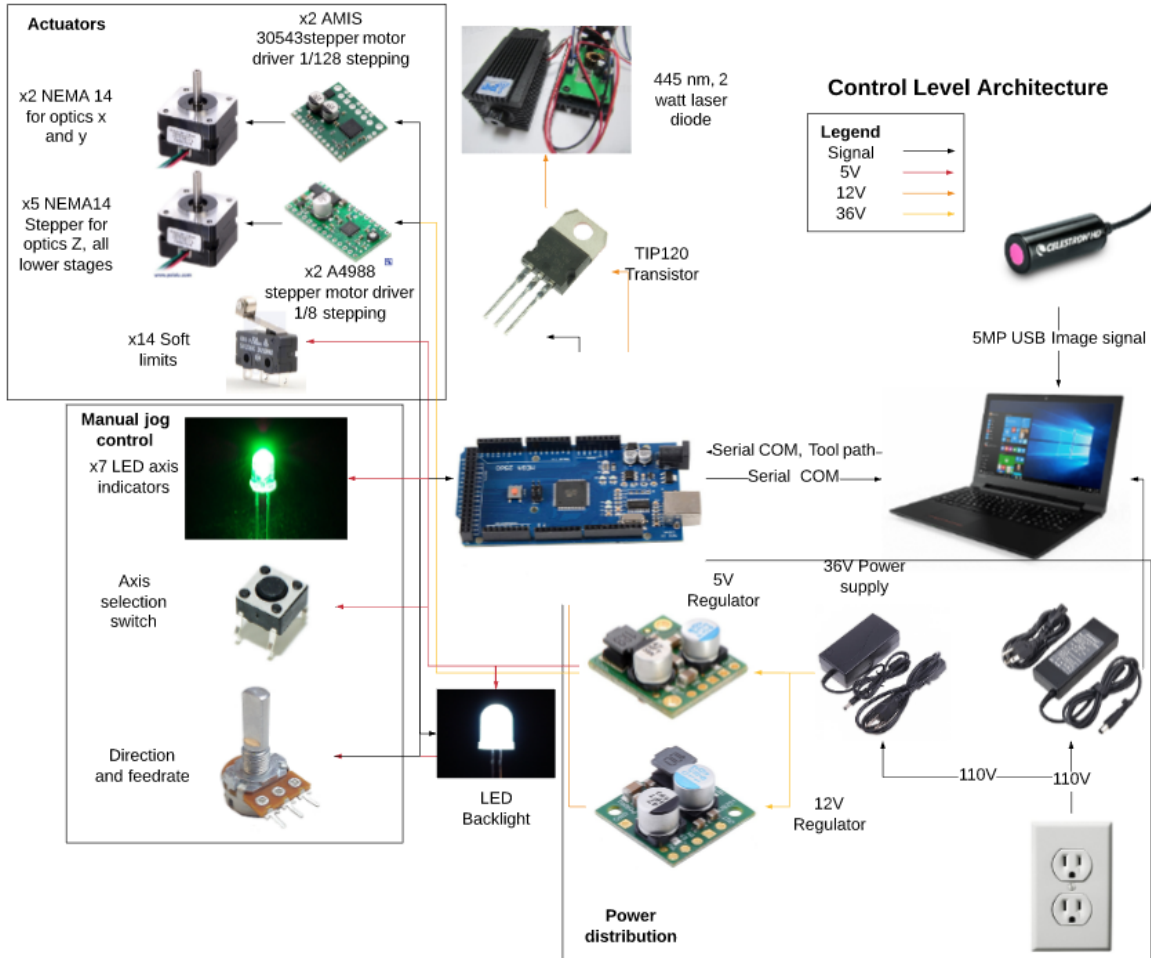 Actuators
x2 AMIS
30543stepper motor
driver 1/128 stepping
x2 NEMA 14
for optics x
and y
x5 NEMA14
Stepper for
optics Z, all
lower stages
x2 A4988
stepper motor driver
1/8 stepping
x14 Soft
limits
445 nm, 2
watt laser
diode
TIP120
Transistor
Control Level Architecture
Legend
Signal
5V
12V
36V
CELESTRON HD
5MP USB Image signal
Manual jog
control
x7 LED axis
indicators
Axis
selection
switch
Direction
and feedrate
Serial COM, Tool path
Serial COM
LED
Backlight
5V
Regulator
36V Power
supply
12V
Regulator
110V
110V
Power
distribution